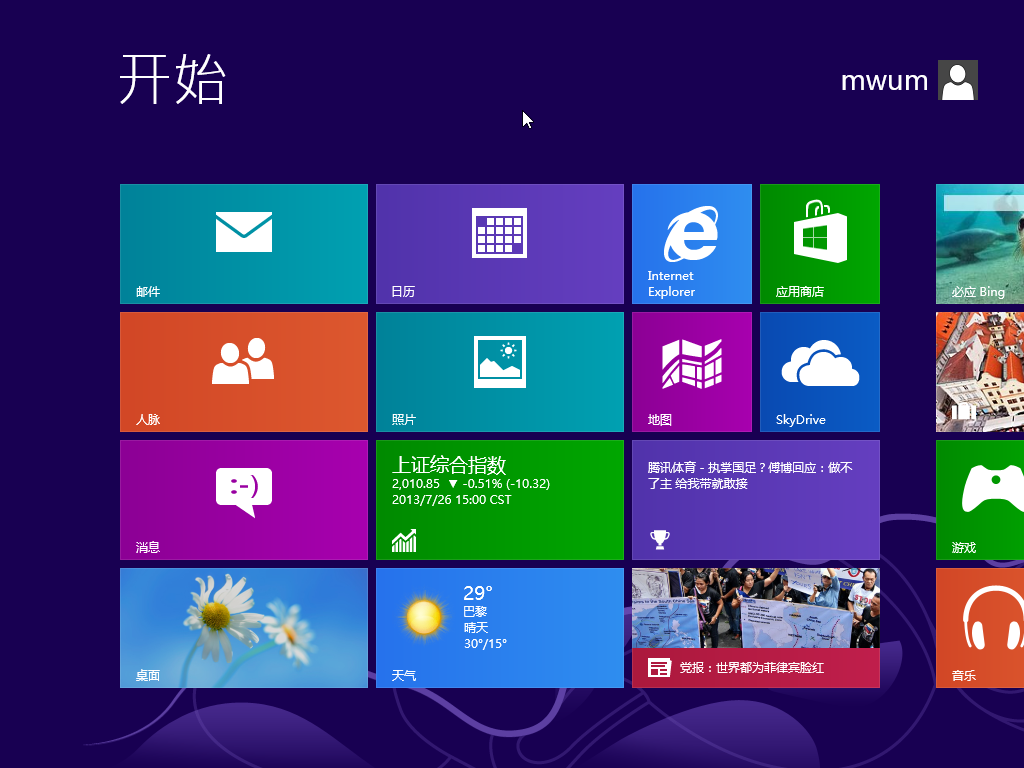 开始
mwum
邮件
日历
Internet
Explorer
应用商店
必应 Bing
人脉
照片
地图
SkyDrive
消息
:-)
上证综合指数
2,010.85 ▼ -0.51% (-10.32)
2013/7/26 15:00 CST
腾讯体育 - 执掌国足？傅博回应：做不
了主 给我带就敢接
游戏
桌面
29°
巴黎
晴天
30°/15°
天气
党报：世界都为菲律宾脸红
音乐